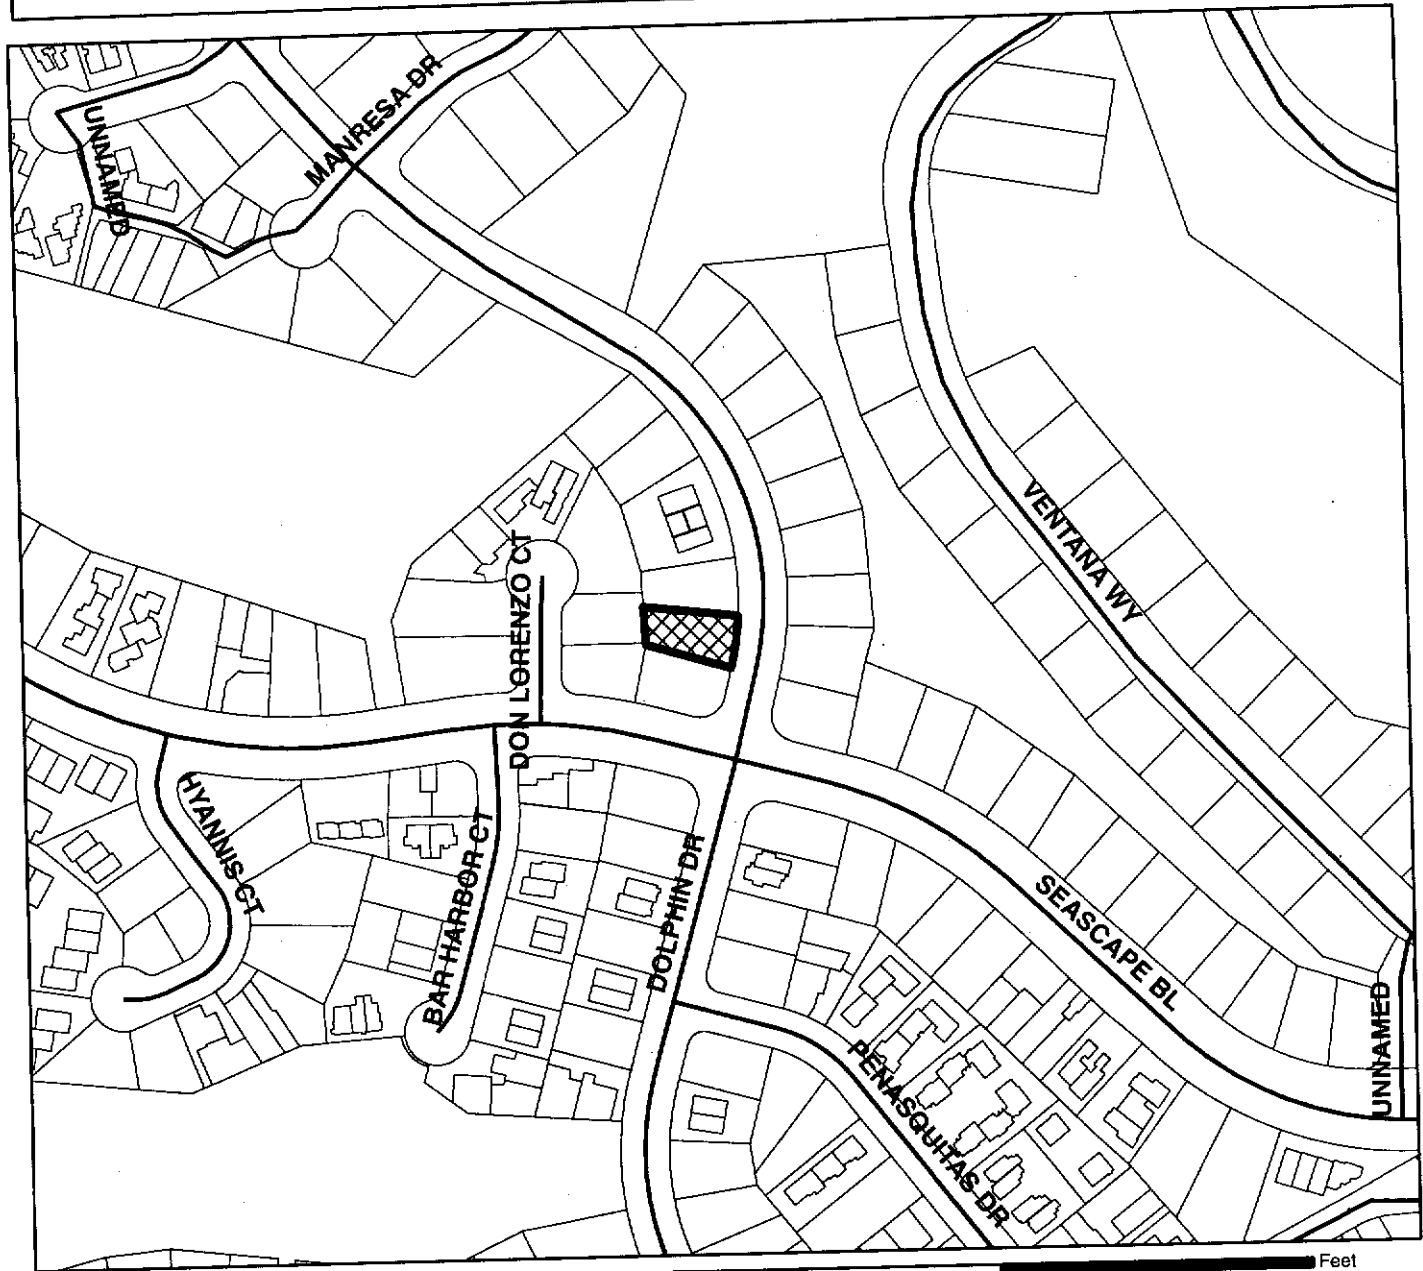 MANRESA DR
UNNAMED
VENTANA WY
DON LORENZO CT
HYANNIS CT
BAR HARBOR CT
DOLPHIN DR
SEASCAPE BL
UNNAMED
PENASQUITAS DR
Feet